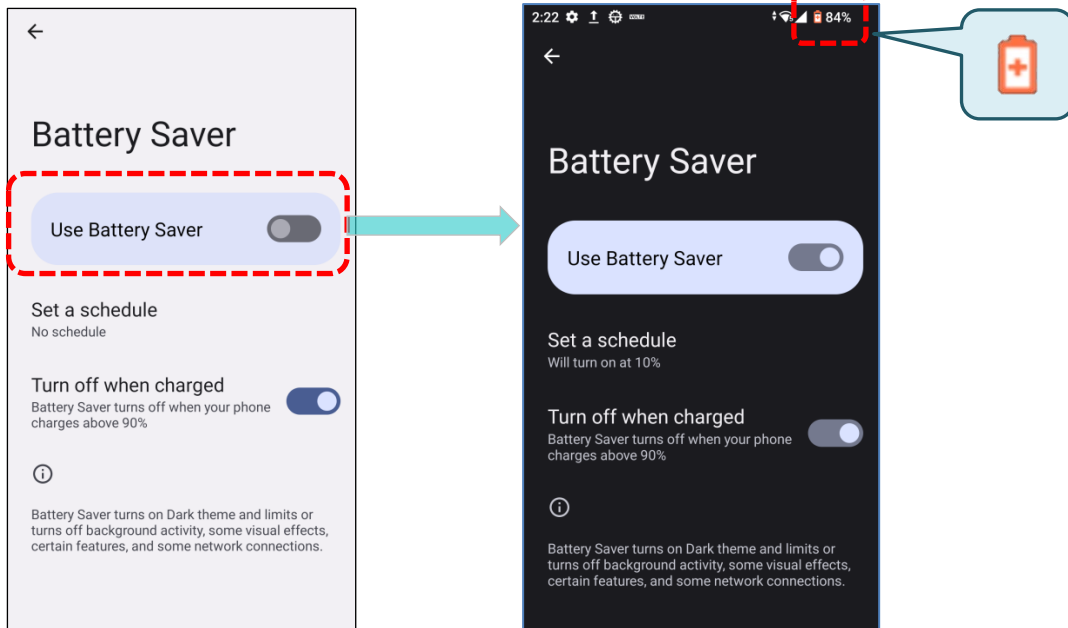 Battery Saver
Use Battery Saver
Set a schedule
No schedule
Turn off when charged
Battery Saver turns off when your phone
charges above 90%
Battery Saver turns on Dark theme and limits or
turns off background activity, some visual effects,
certain features, and some network connections.
2:22
84%
Battery Saver
Use Battery Saver
Set a schedule
Will turn on at 10%
Turn off when charged
Battery Saver turns off when your phone
charges above 90%
Battery Saver turns on Dark theme and limits or
turns off background activity, some visual effects,
certain features, and some network connections.